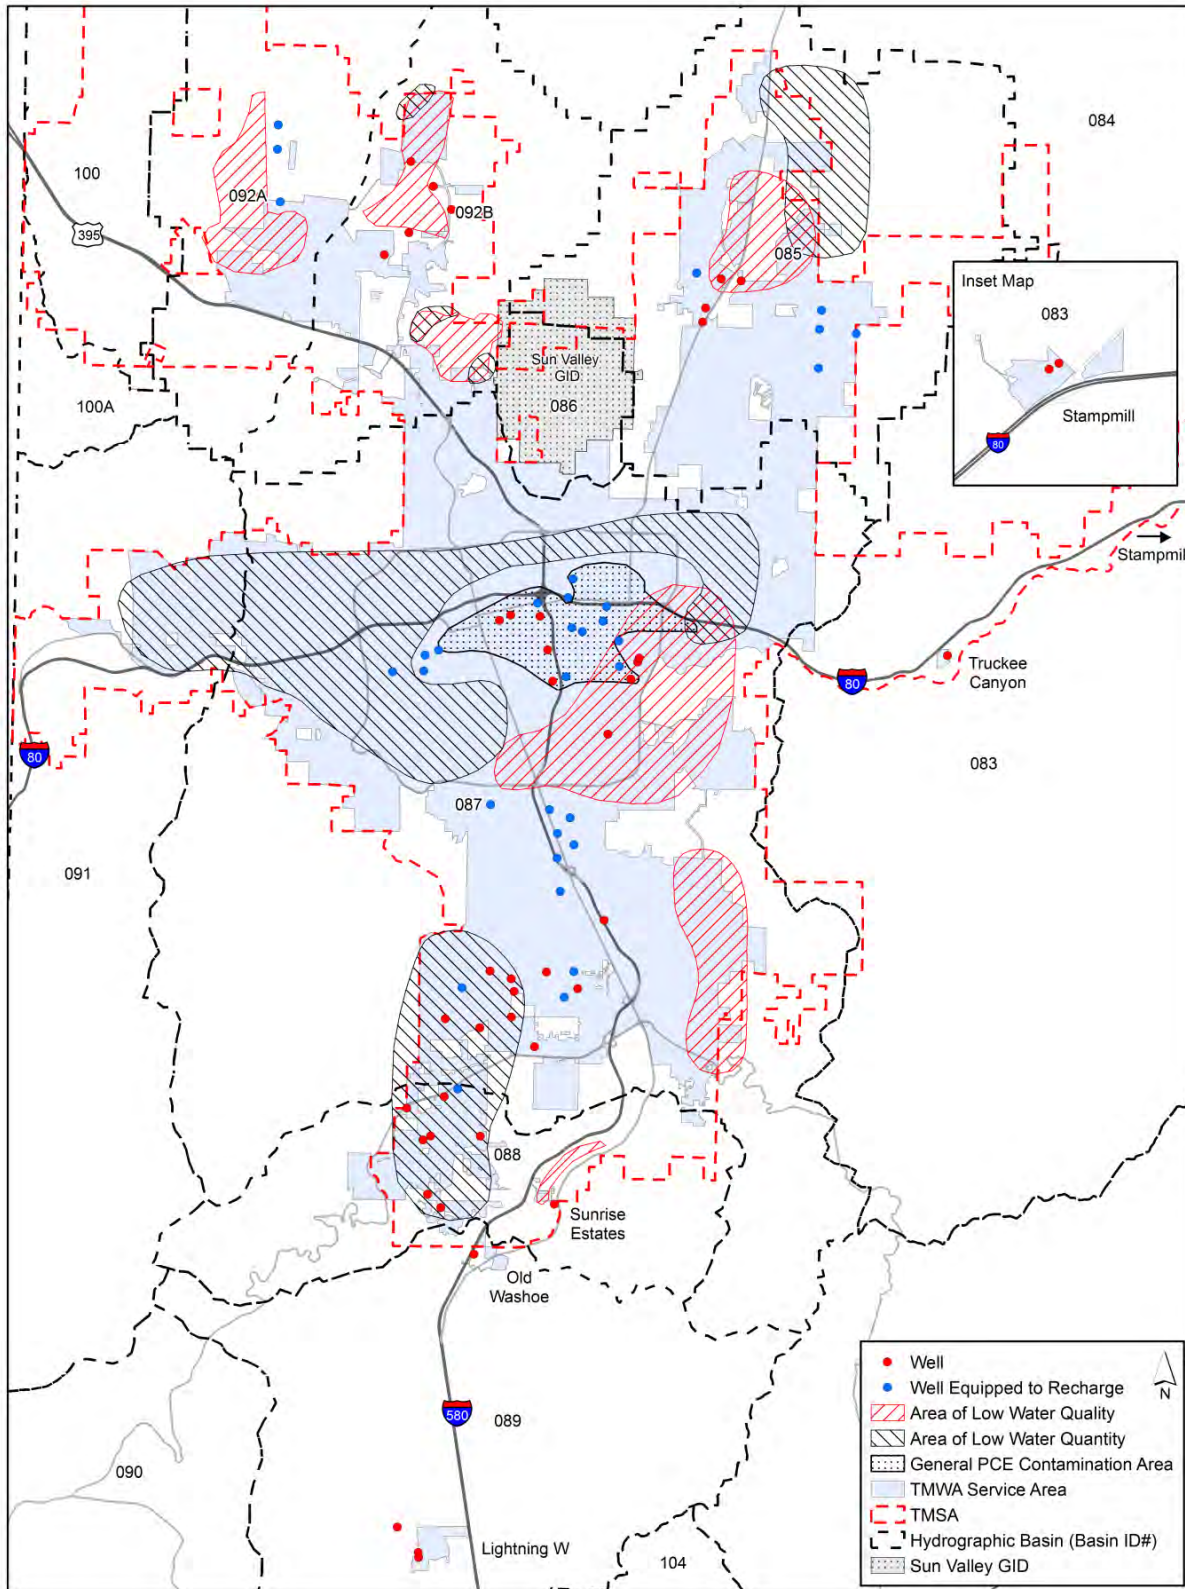 084
100
395
092A
092B
085
Inset Map
083
Stampmill
80
Sun Valley
GID
086
100A
Stampmill
Truckee
Canyon
80
80
083
087
091
088
Sunrise
Estates
Old
Washoe
580
089
090
Lightning W
104
Well
Well Equipped to Recharge
N
Area of Low Water Quality
Area of Low Water Quantity
General PCE Contamination Area
TMWA Service Area
TMSA
Hydrographic Basin (Basin ID#)
Sun Valley GID